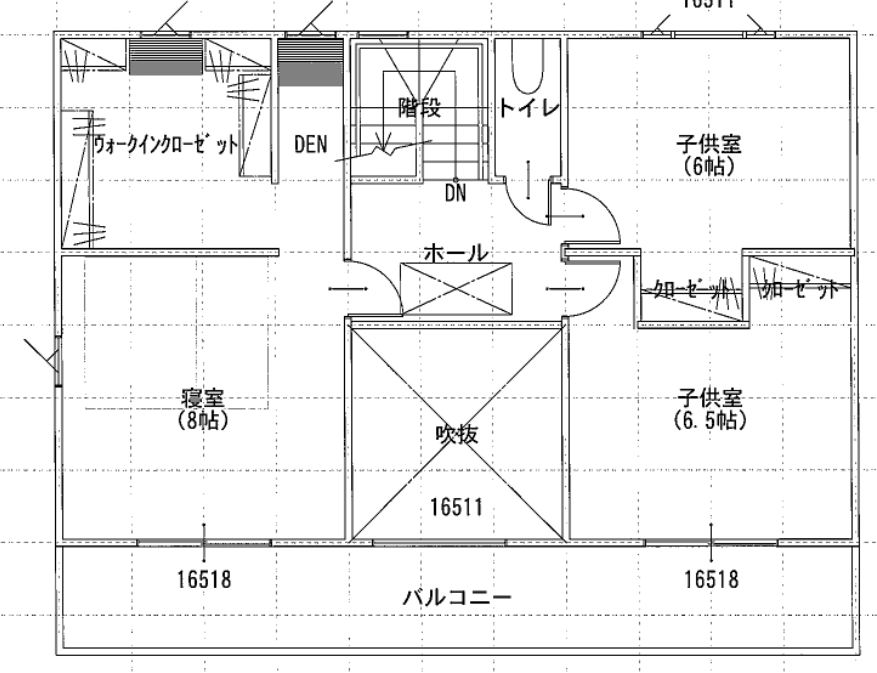 16511
階段
トイレ
ウォークインクローゼット
DEN
子供室
(6帖)
DN
ホール
クローゼット
クローゼット
寝室
(8帖)
子供室
(6.5帖)
吹抜
16511
16518
16518
バルコニー